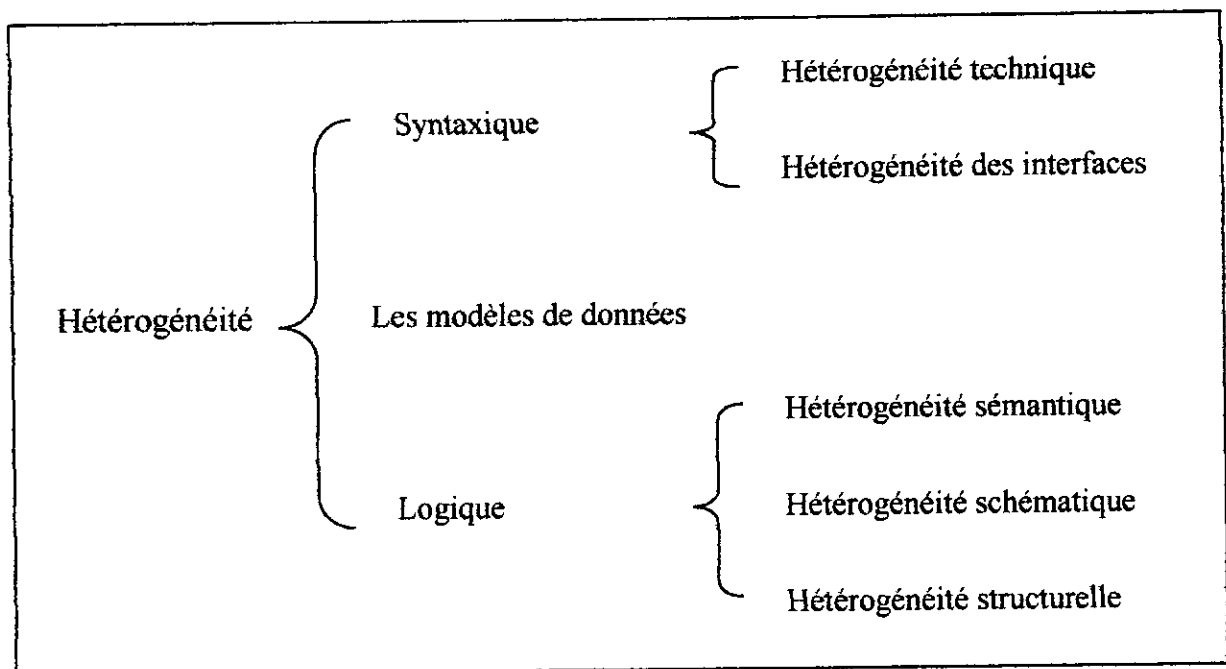 Hétérogénéité
Syntaxique
Hétérogénéité technique
Hétérogénéité des interfaces
Les modèles de données
Logique
Hétérogénéité sémantique
Hétérogénéité schématique
Hétérogénéité structurelle